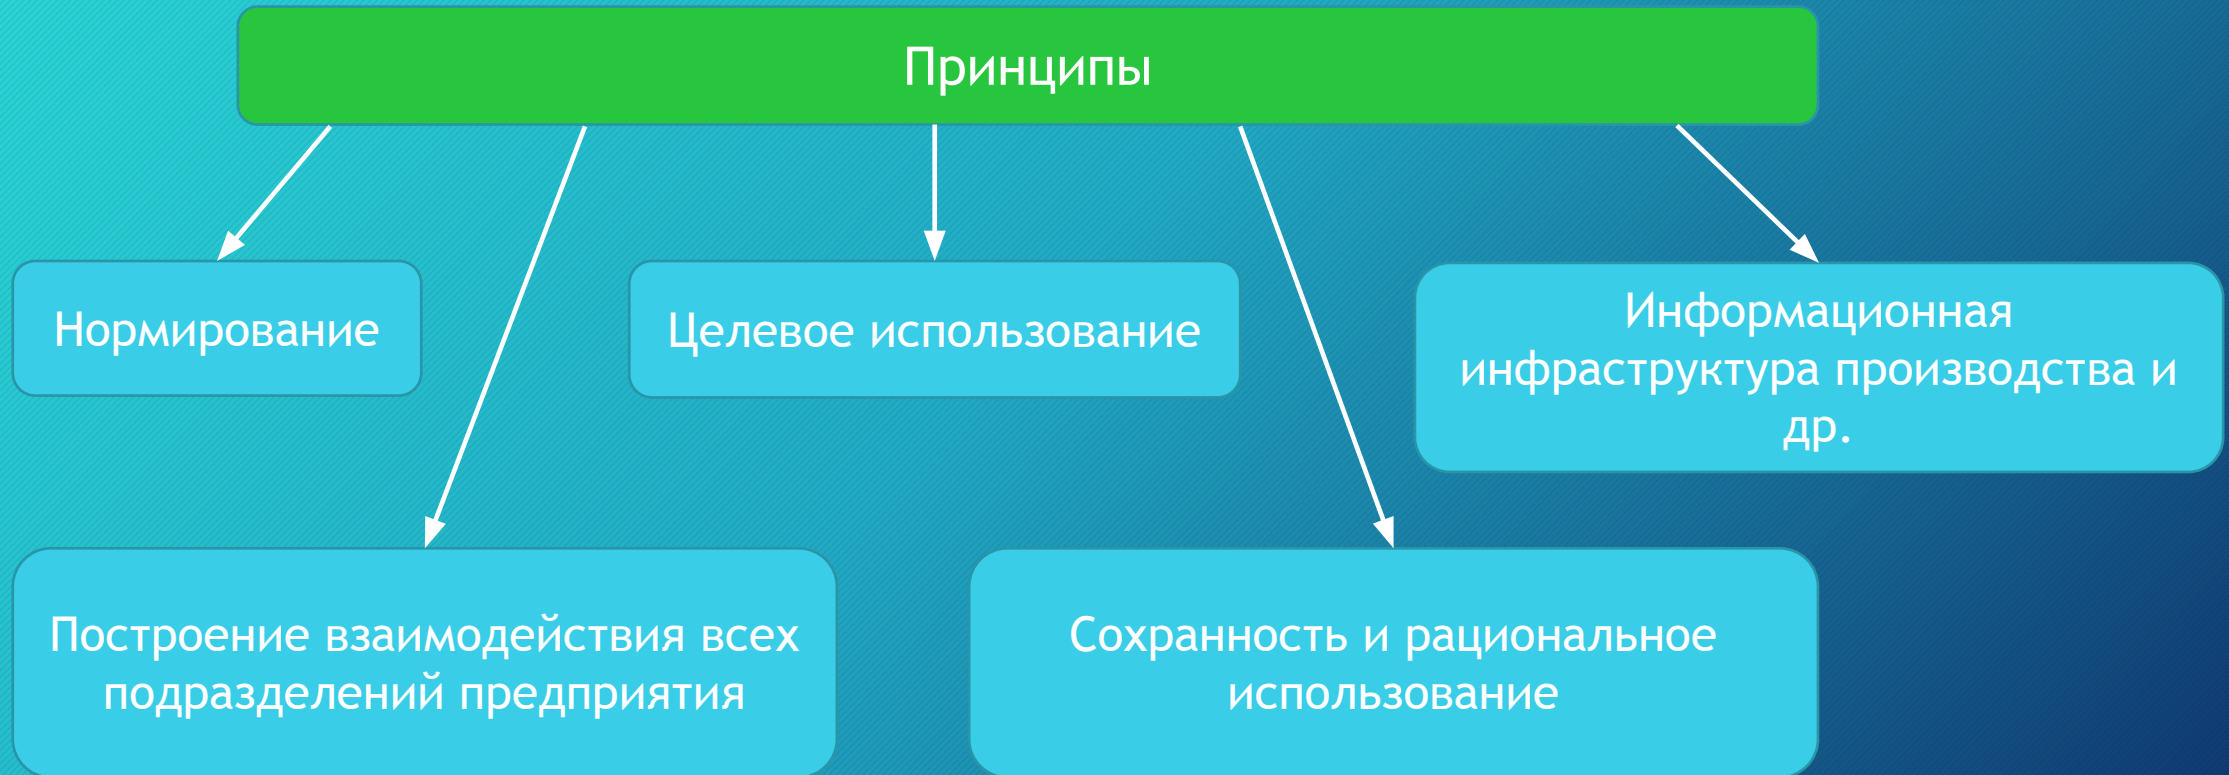 Принципы
Нормирование
Целевое использование
Информационная
инфраструктура производства и
др.
Построение взаимодействия всех
подразделений предприятия
Сохранность и рациональное
использование